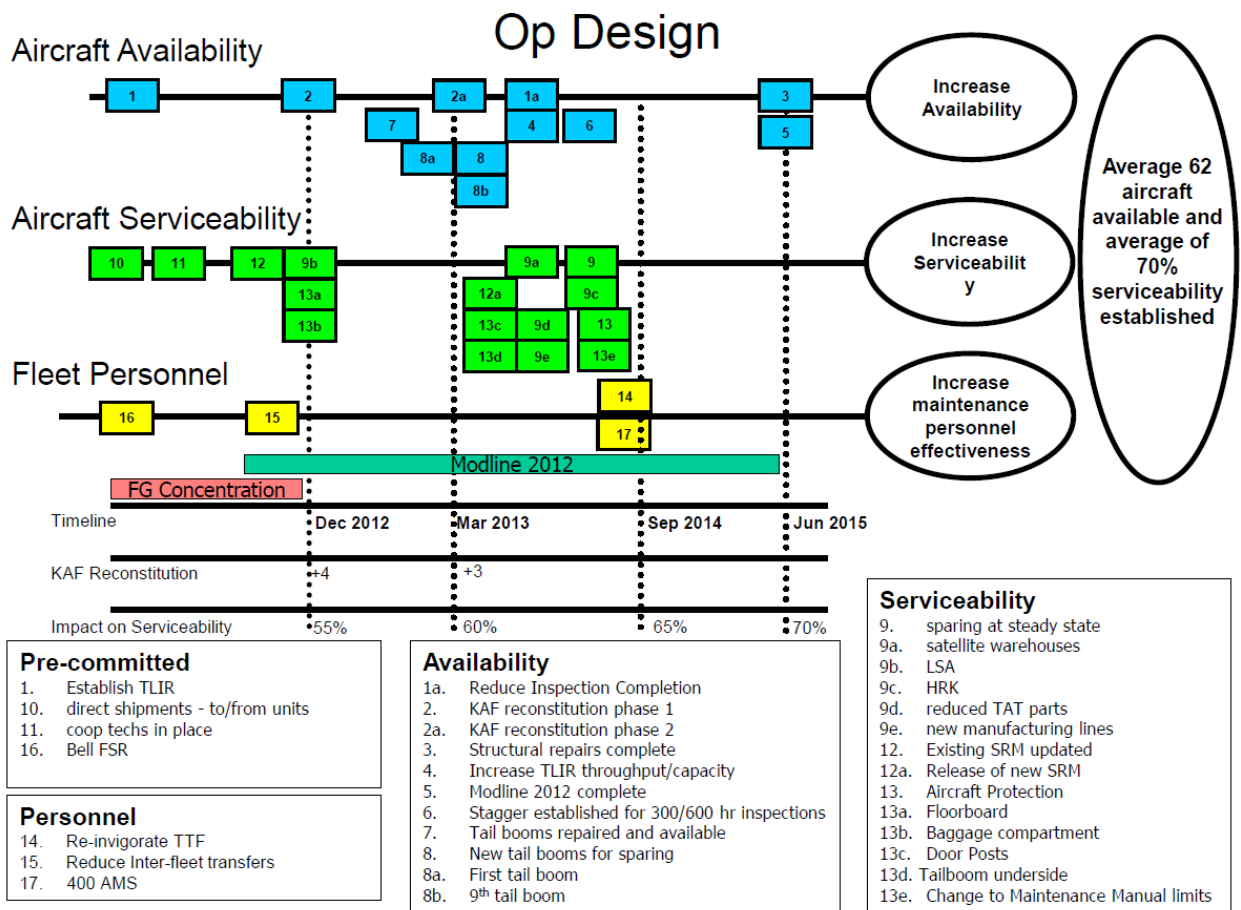 Op Design
Aircraft Availability
1
2
2a
1a
3
7
4
6
5
8a
8
8b
Increase
Availability
Aircraft Serviceability
10
11
12
9b
9a
9
13a
12a
9c
13b
13c
9d
13
13d
9e
13e
Increase
Serviceabilit
y
Average 62
aircraft
available and
average of
70%
serviceability
established
Fleet Personnel
16
15
14
17
Increase
maintenance
personnel
effectiveness
Modline 2012
FG Concentration
Timeline
Dec 2012
Mar 2013
Sep 2014
Jun 2015
KAF Reconstitution
+4
+3
Impact on Serviceability
55%
60%
65%
70%
Pre-committed
1. Establish TLIR
10. direct shipments - to/from units
11. coop techs in place
16. Bell FSR
Personnel
14. Re-invigorate TTF
15. Reduce Inter-fleet transfers
17. 400 AMS
Availability
1a. Reduce Inspection Completion
2. KAF reconstitution phase 1
2a. KAF reconstitution phase 2
3. Structural repairs complete
4. Increase TLIR throughput/capacity
5. Modline 2012 complete
6. Stagger established for 300/600 hr inspections
7. Tail booms repaired and available
8. New tail booms for sparing
8a. First tail boom
8b. 9th tail boom
Serviceability
9. sparing at steady state
9a. satellite warehouses
9b. LSA
9c. HRK
9d. reduced TAT parts
9e. new manufacturing lines
12. Existing SRM updated
12a. Release of new SRM
13. Aircraft Protection
13a. Floorboard
13b. Baggage compartment
13c. Door Posts
13d. Tailboom underside
13e. Change to Maintenance Manual limits